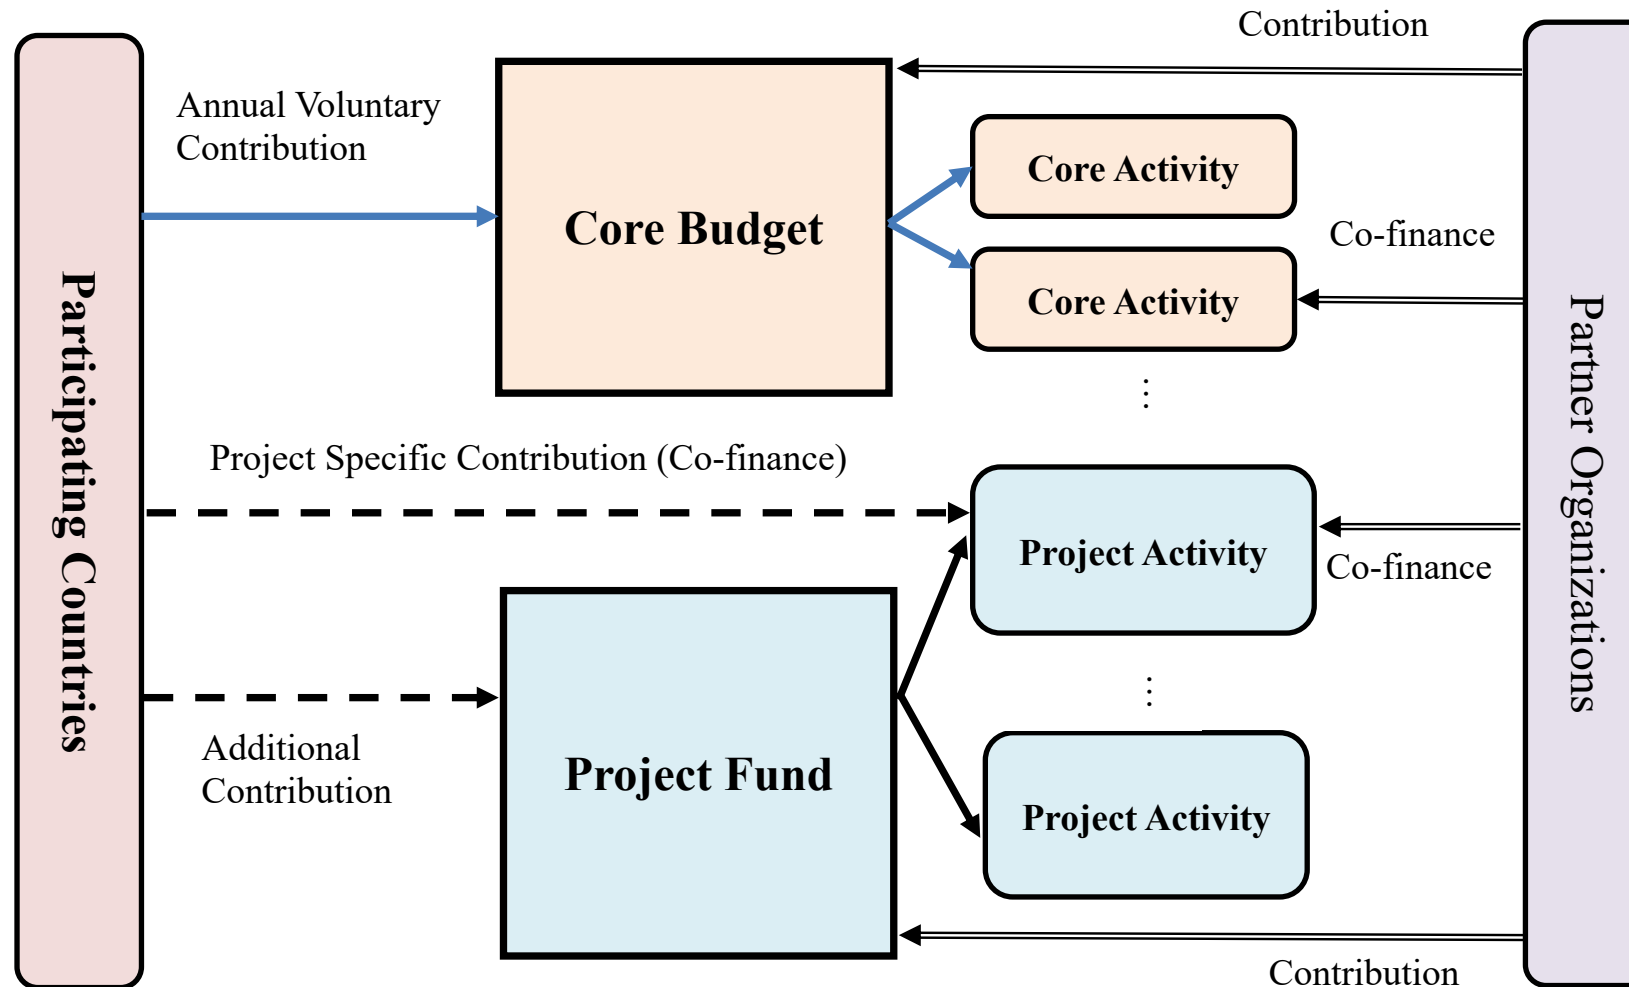 Contribution
Annual Voluntary
Contribution
Core Activity
Core Budget
Co-finance
Core Activity
⋮
Participating Countries
Partner Organizations
Project Specific Contribution (Co-finance)
Project Activity
Co-finance
⋮
Additional
Contribution
Project Fund
Project Activity
Contribution